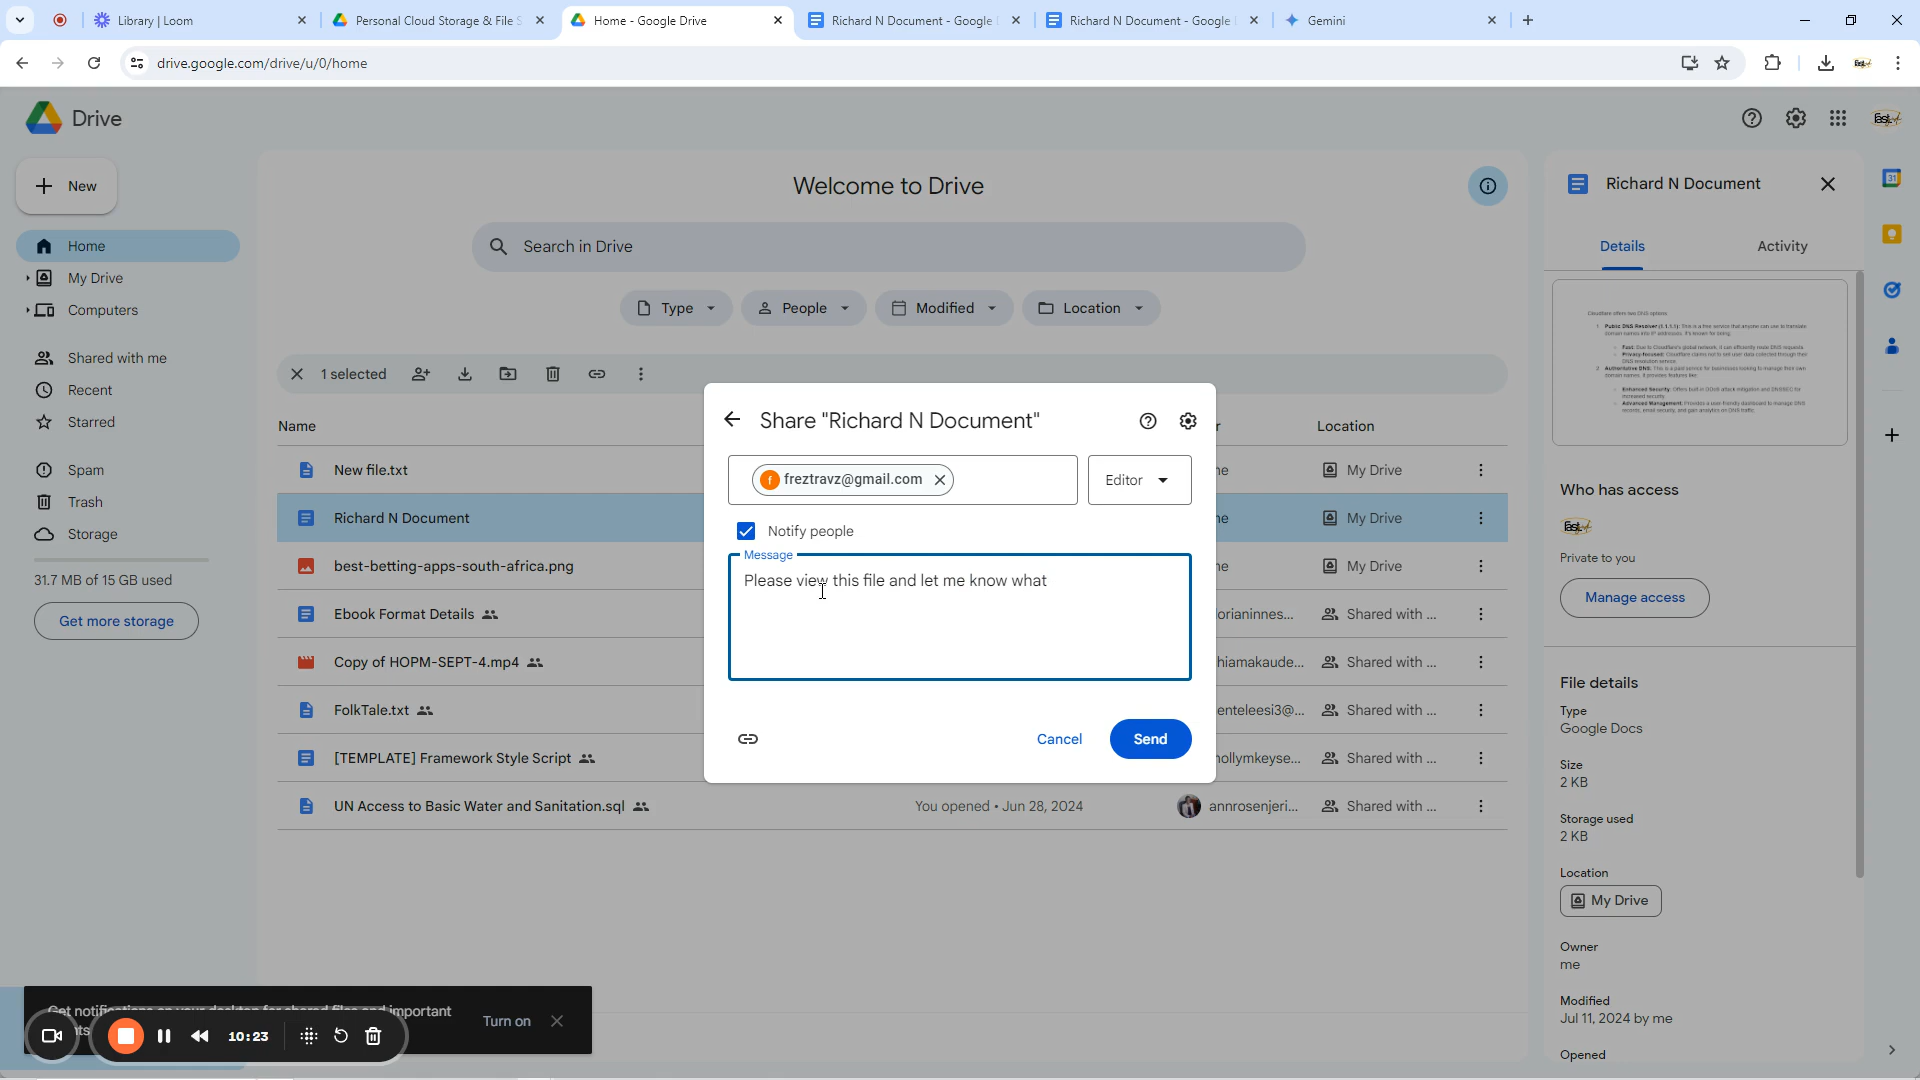 Library | Loom
Personal Cloud Storage & File S
Home - Google Drive
Richard N Document - Google
Richard N Document - Google
Gemini
drive.google.com/drive/u/0/home
Drive
New
Home
My Drive
Computers
Shared with me
Recent
Starred
Spam
Trash
Storage
31.7 MB of 15 GB used
Get more storage
Welcome to Drive
Search in Drive
Type
People
Modified
Location
1 selected
Name
Location
New file.txt
My Drive
Richard N Document
My Drive
best-betting-apps-south-africa.png
My Drive
Ebook Format Details
lorianinnes...
Shared with ...
Copy of HOPM-SEPT-4.mp4
hiamakaude...
Shared with ...
FolkTale.txt
enteleesi3@...
Shared with ...
[TEMPLATE] Framework Style Script
hollymkeyse...
Shared with ...
UN Access to Basic Water and Sanitation.sql
You opened • Jun 28, 2024
annrosenjeri...
Shared with ...
Share "Richard N Document"
freztravz@gmail.com
Editor
Notify people
Message
Please view this file and let me know what
Cancel
Send
Richard N Document
Details
Activity
Cloudflare offers two DNS options:
Who has access
Private to you
Manage access
File details
Type
Google Docs
Size
2 KB
Storage used
2 KB
Location
My Drive
Owner
me
Modified
Jul 11, 2024 by me
Opened
Turn on
10:23